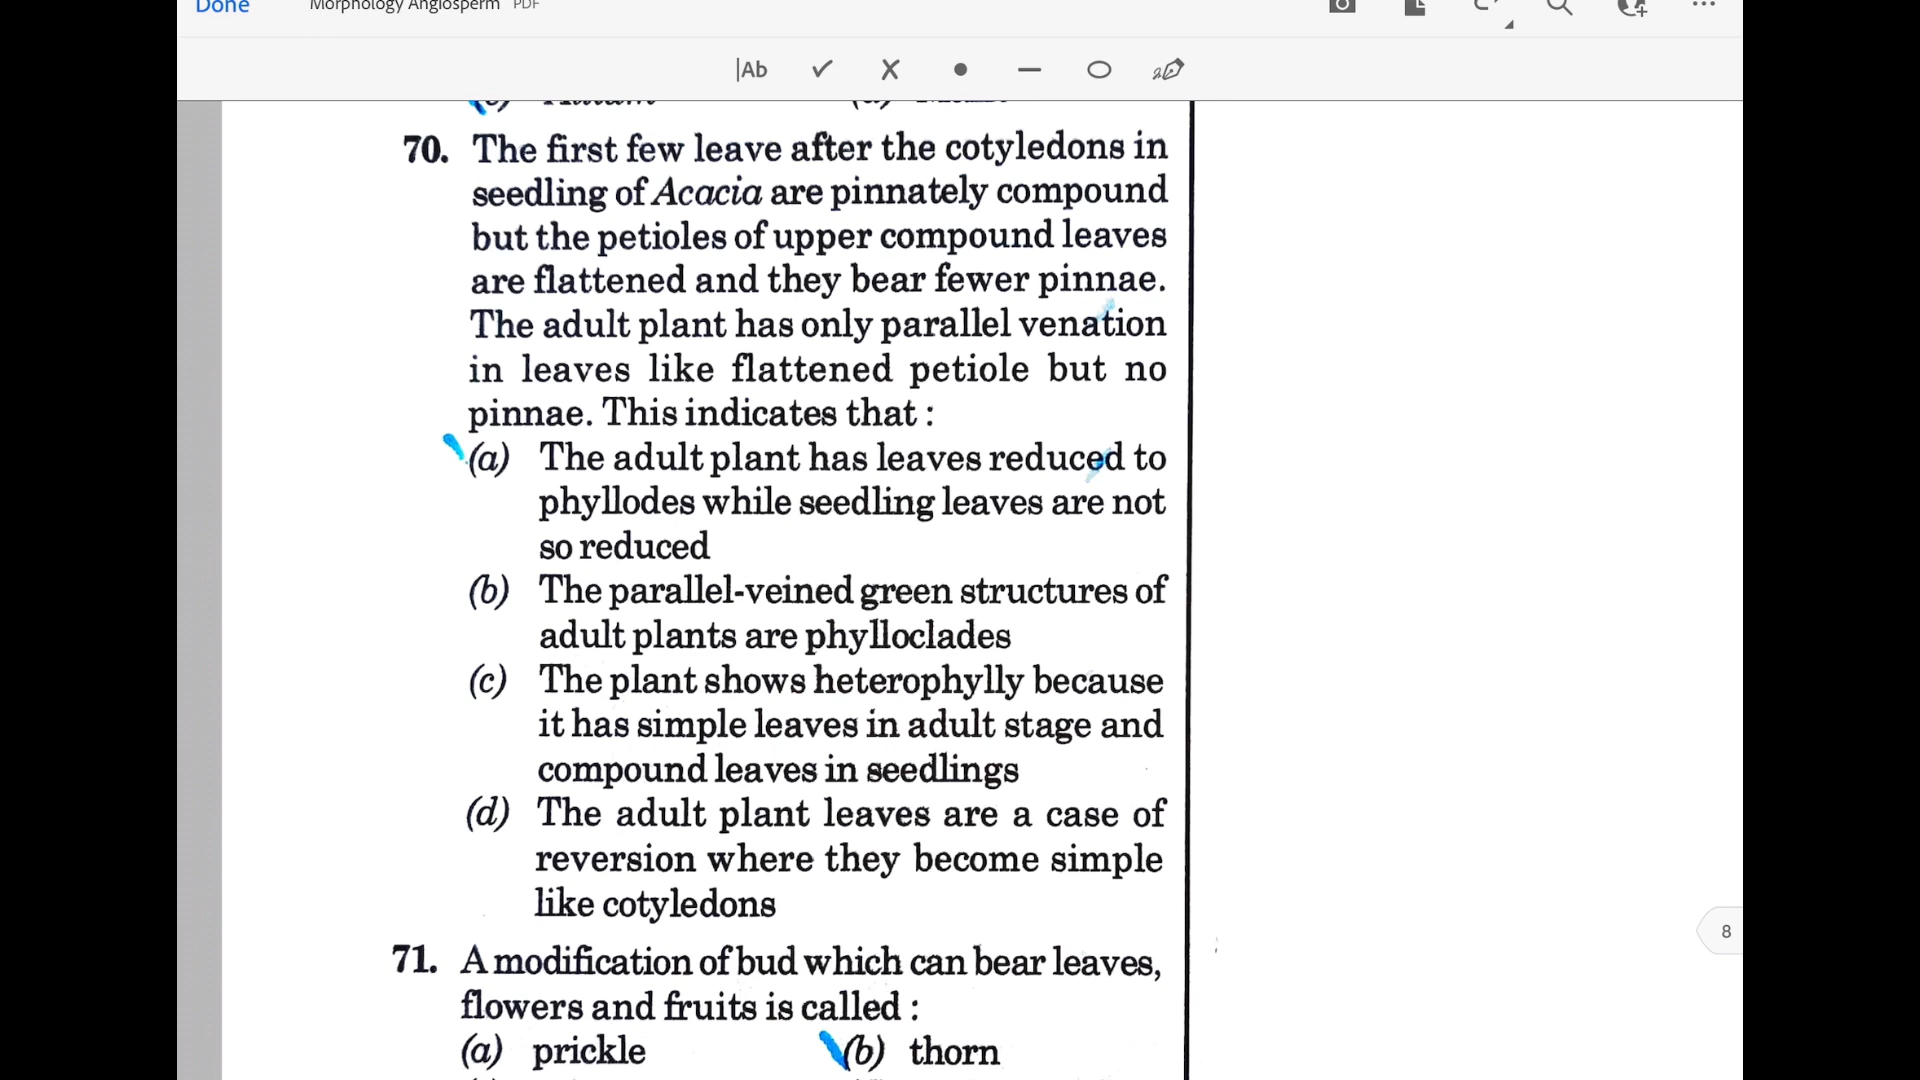 Done
Morphology Angiosperm PDF
|Ab
70. The first few leave after the cotyledons in
seedling of Acacia are pinnately compound
but the petioles of upper compound leaves
are flattened and they bear fewer pinnae.
The adult plant has only parallel venation
in leaves like flattened petiole but no
pinnae. This indicates that :
(a) The adult plant has leaves reduced to
phyllodes while seedling leaves are not
so reduced
(b) The parallel-veined green structures of
adult plants are phylloclades
(c) The plant shows heterophylly because
it has simple leaves in adult stage and
compound leaves in seedlings
(d) The adult plant leaves are a case of
reversion where they become simple
like cotyledons
8
71. A modification of bud which can bear leaves,
flowers and fruits is called :
(a) prickle (b) thorn